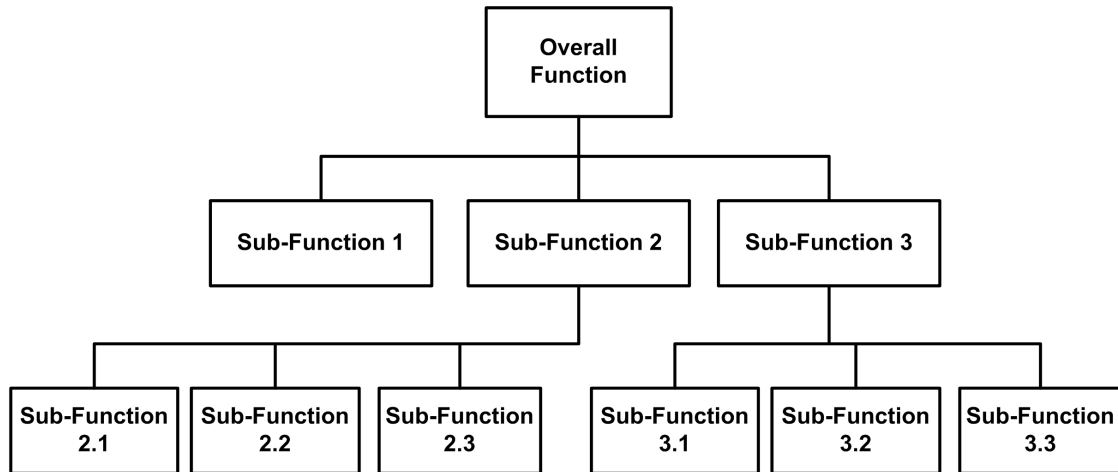 Overall
Function
Sub-Function 1
Sub-Function 2
Sub-Function 3
Sub-Function
2.1
Sub-Function
2.2
Sub-Function
2.3
Sub-Function
3.1
Sub-Function
3.2
Sub-Function
3.3